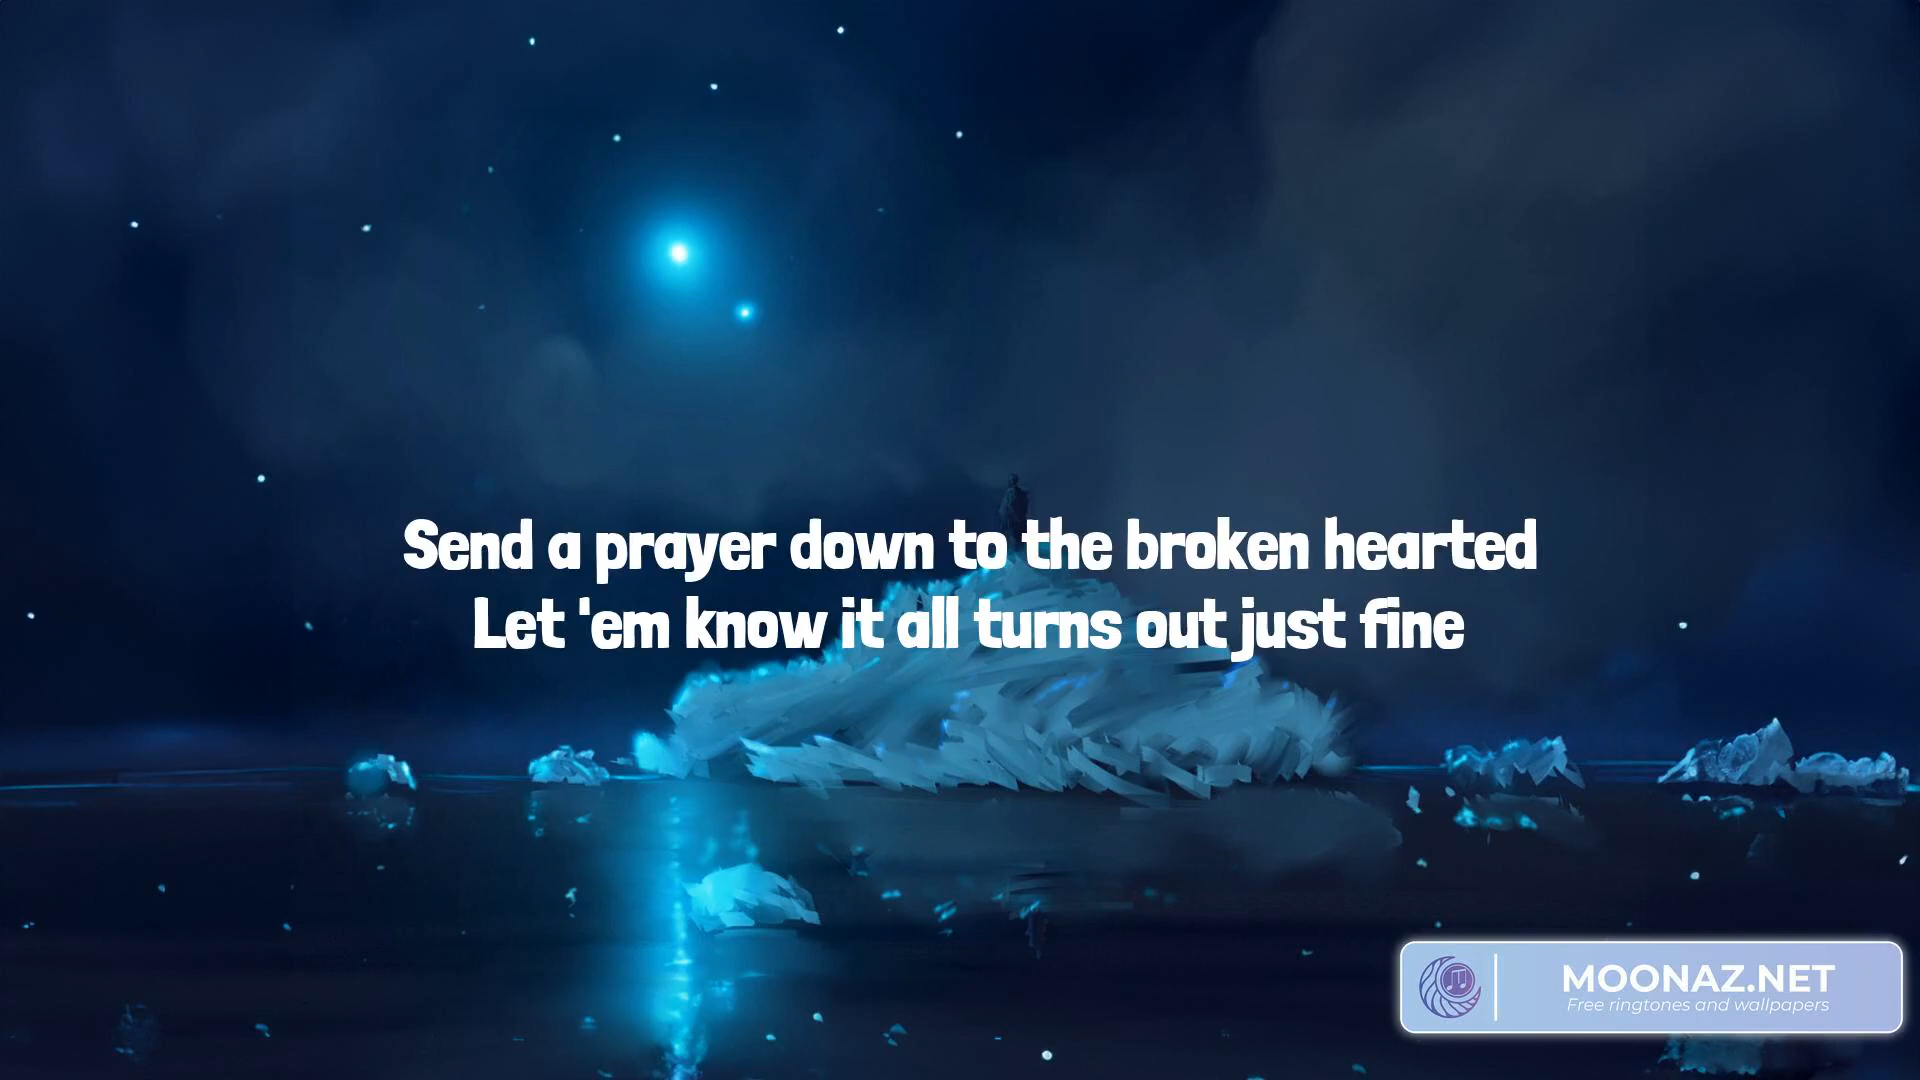 Send a prayer down to the broken hearted
Let 'em know it all turns out just fine
MOONAZ.NET
Free ringtones and wallpapers